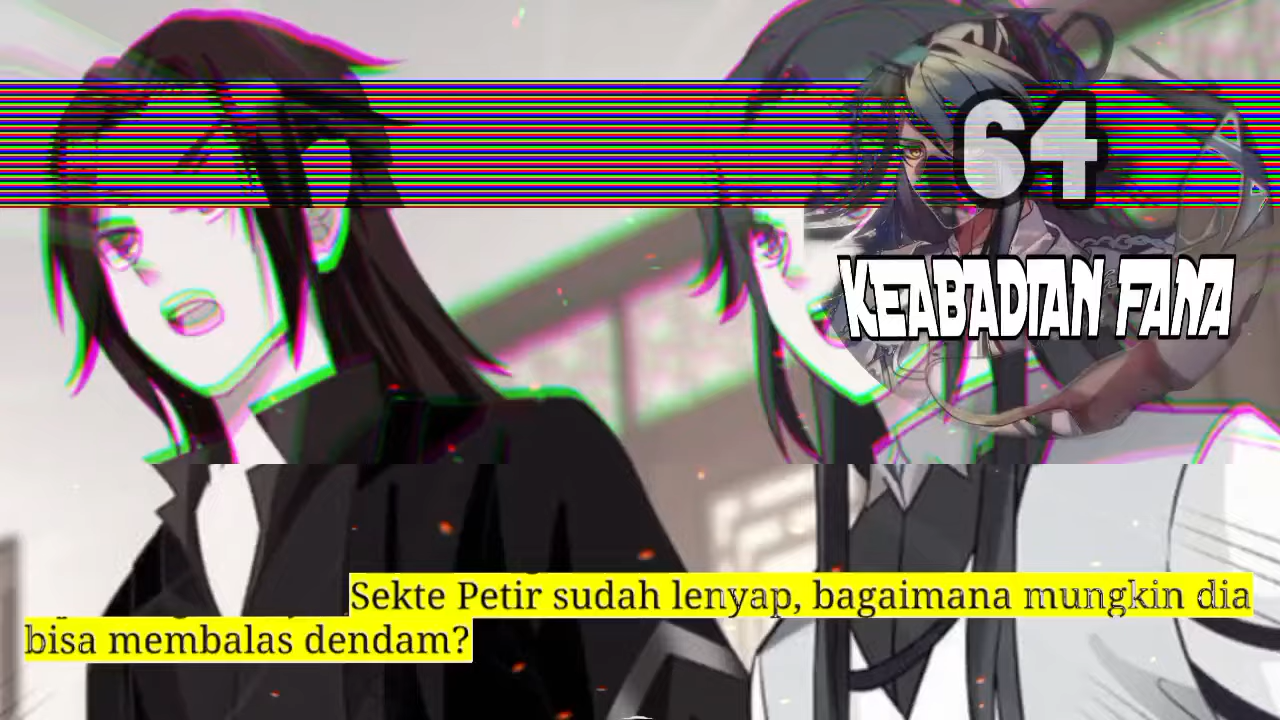 64
KEABADIAN FANA
Sekte Petir sudah lenyap, bagaimana mungkin dia
bisa membalas dendam?